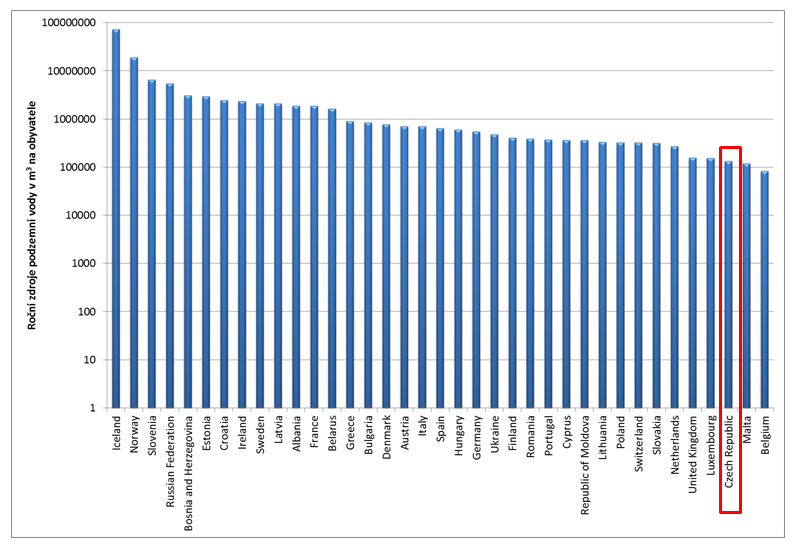 Roční zdroje podzemní vody v m³ na obyvatele
100000000
10000000
1000000
100000
10000
1000
100
10
1
Iceland
Norway
Slovenia
Russian Federation
Bosnia and Herzegovina
Estonia
Croatia
Ireland
Sweden
Latvia
Albania
France
Belarus
Greece
Bulgaria
Denmark
Austria
Italy
Spain
Hungary
Germany
Ukraine
Finland
Romania
Portugal
Cyprus
Republic of Moldova
Lithuania
Poland
Switzerland
Slovakia
Netherlands
United Kingdom
Luxembourg
Czech Republic
Malta
Belgium